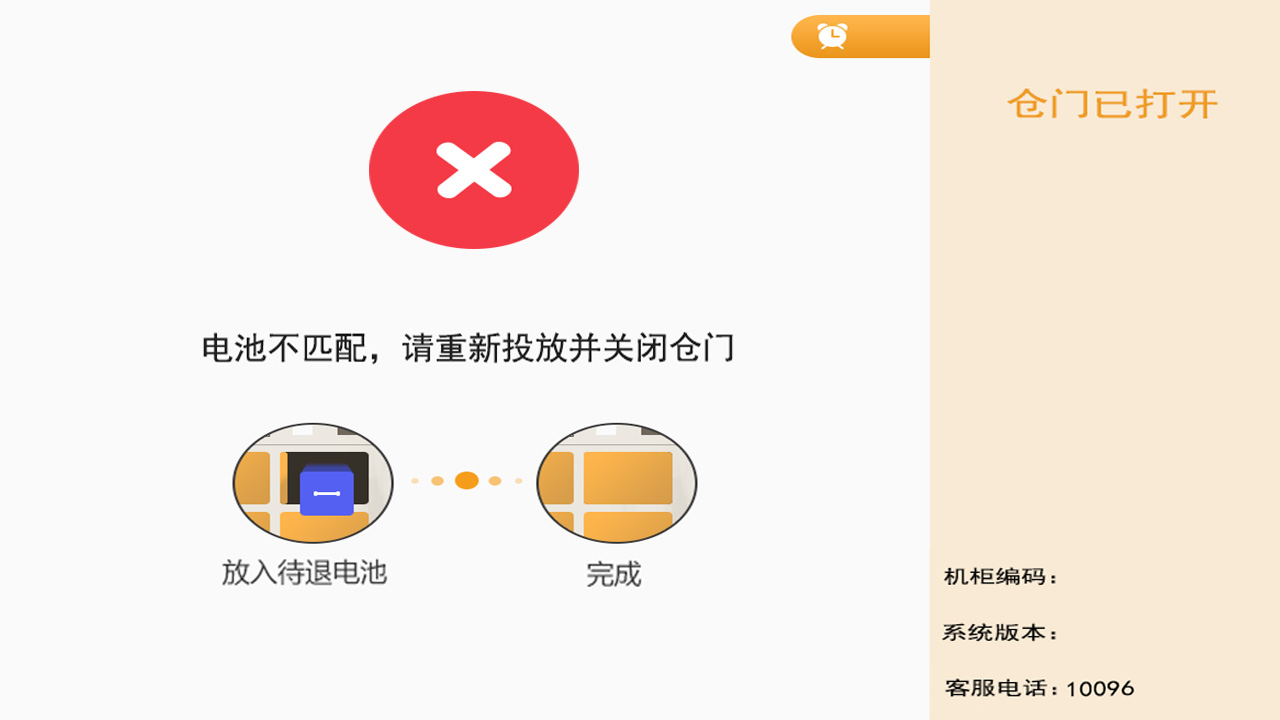 仓门已打开
电池不匹配，请重新投放并关闭仓门
放入待退电池
完成
机柜编码：
系统版本：
客服电话：10096